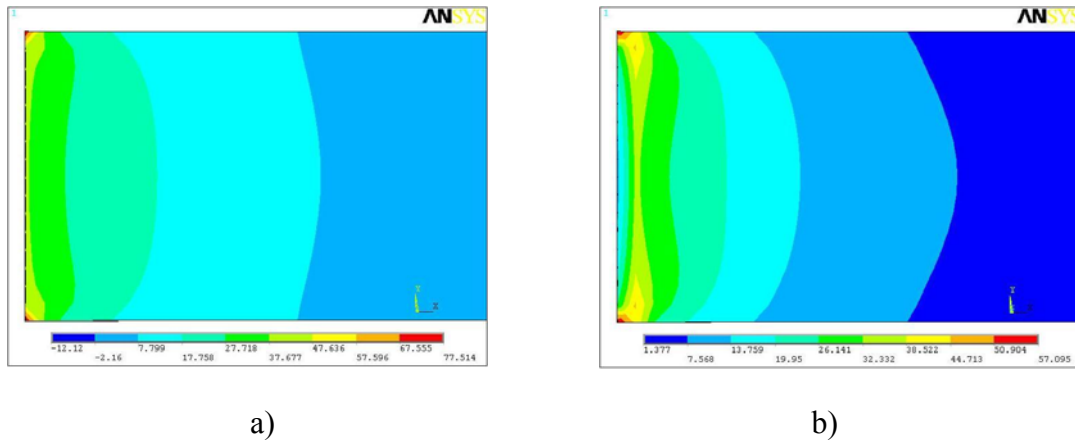 1
ANSYS
Y
X
-12.12 7.799 27.718 47.636 67.555
-2.16 17.758 37.677 57.596 77.514
a)
1
ANSYS
Y
X
1.377 13.759 26.141 38.522 50.904
7.568 19.95 32.332 44.713 57.095
b)